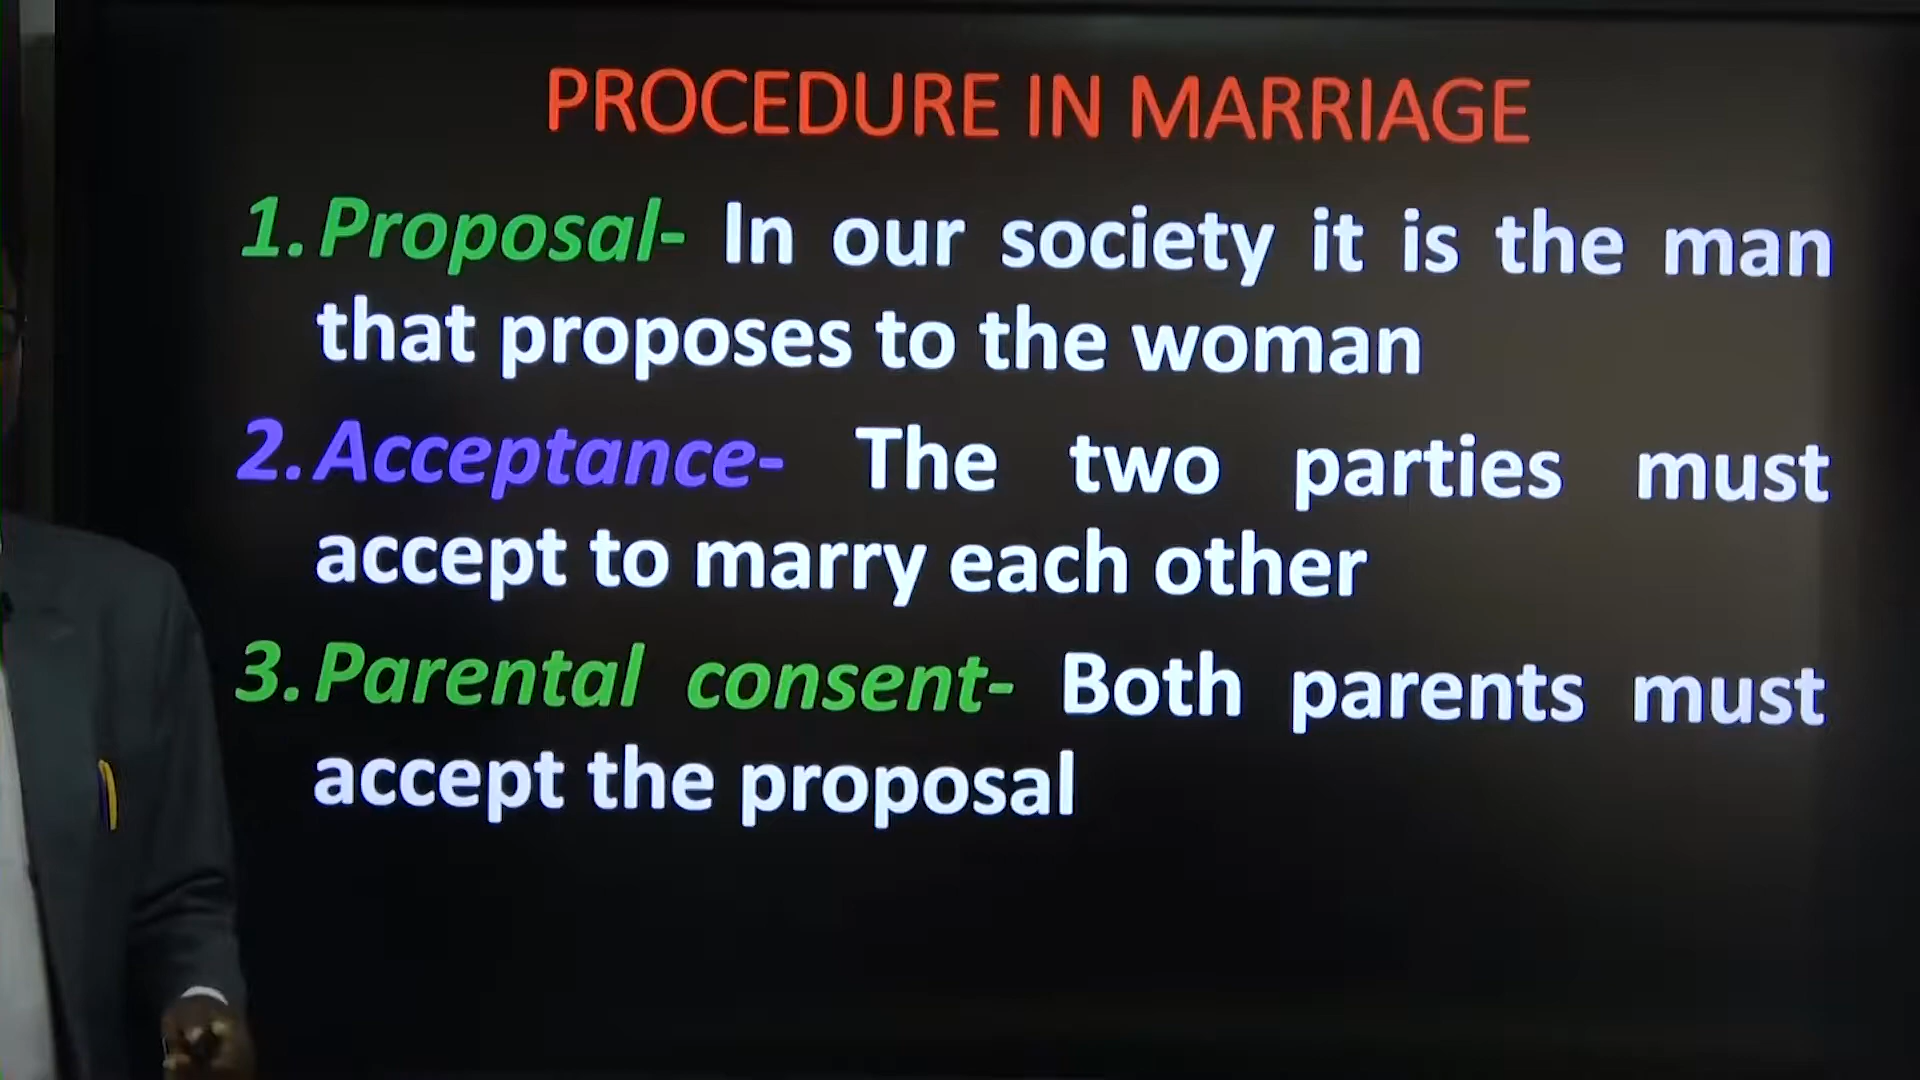 PROCEDURE IN MARRIAGE
1. Proposal- In our society it is the man
that proposes to the woman
2. Acceptance- The two parties must
accept to marry each other
3. Parental consent- Both parents must
accept the proposal